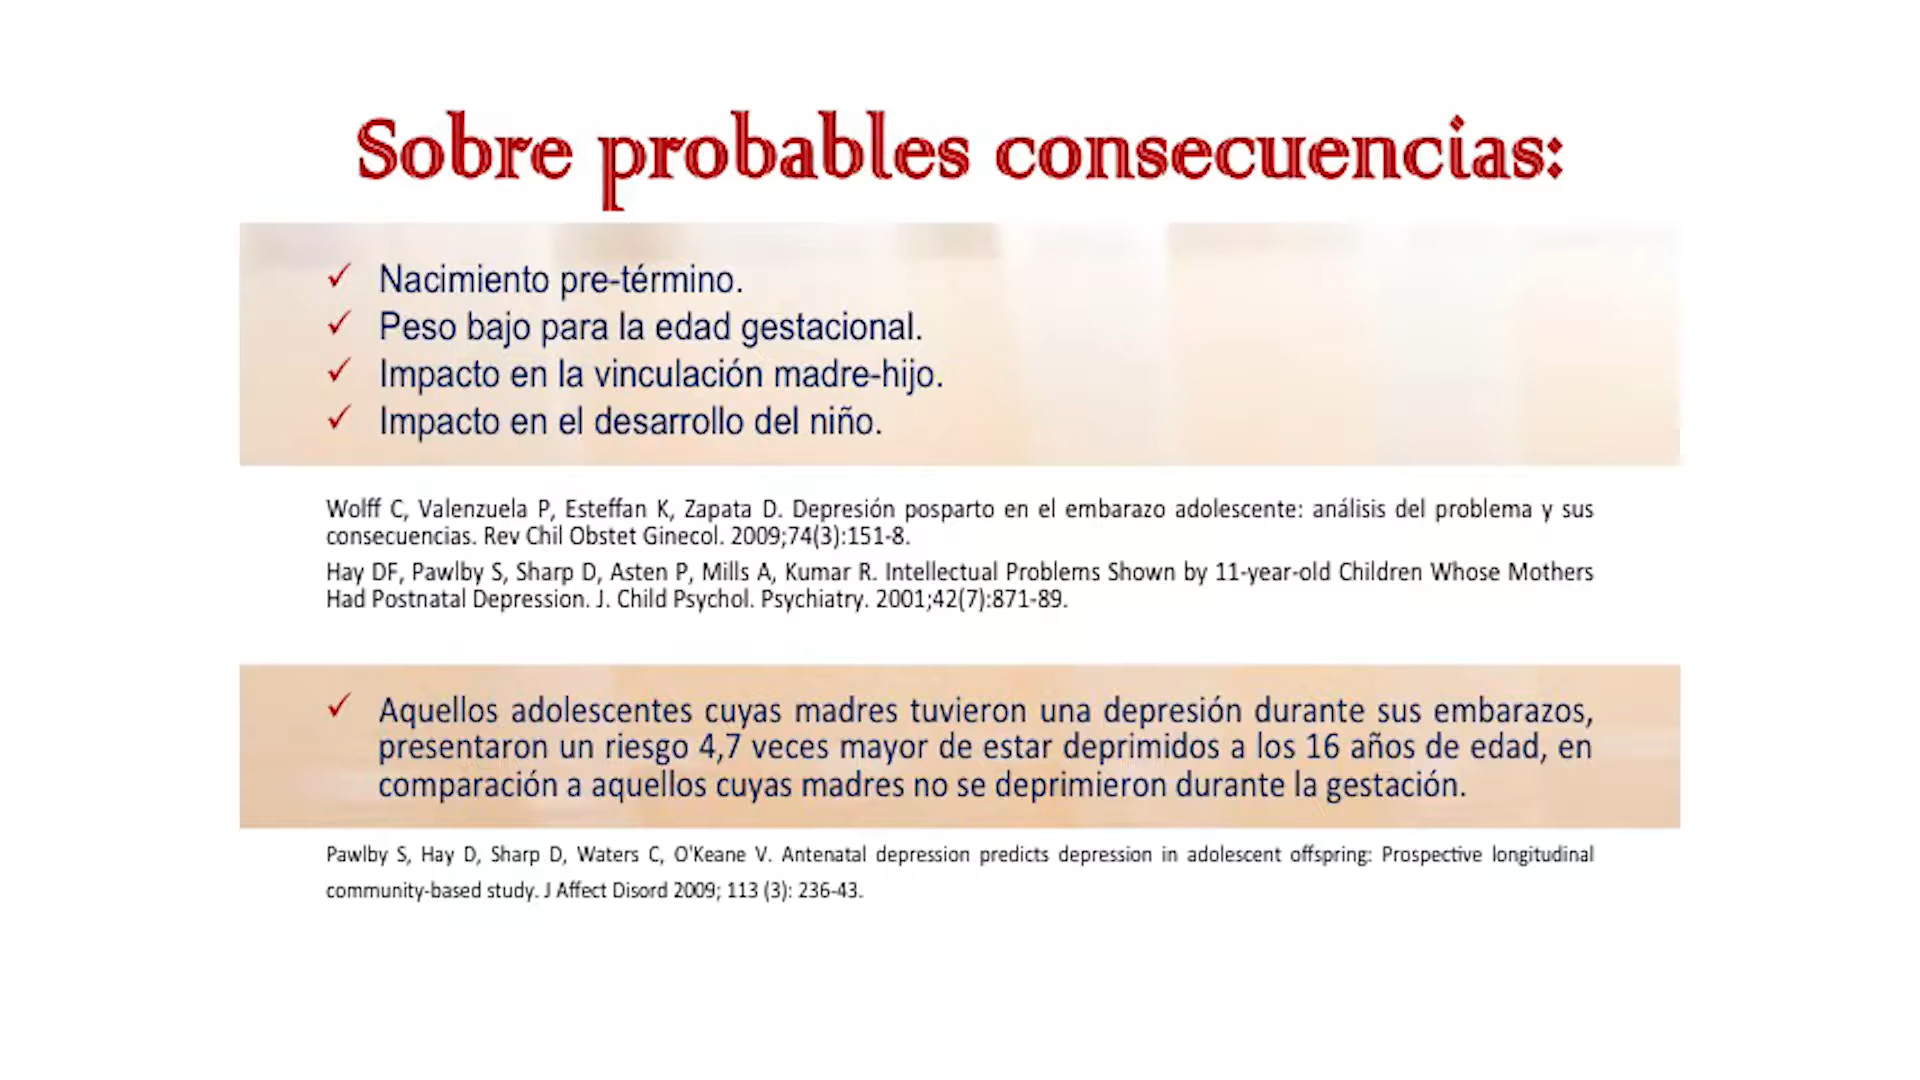 Sobre probables consecuencias:
✓ Nacimiento pre-término.
✓ Peso bajo para la edad gestacional.
✓ Impacto en la vinculación madre-hijo.
✓ Impacto en el desarrollo del niño.
Wolff C, Valenzuela P, Esteffan K, Zapata D. Depresión posparto en el embarazo adolescente: análisis del problema y sus
consecuencias. Rev Chil Obstet Ginecol. 2009;74(3):151-8.
Hay DF, Pawlby S, Sharp D, Asten P, Mills A, Kumar R. Intellectual Problems Shown by 11-year-old Children Whose Mothers
Had Postnatal Depression. J. Child Psychol. Psychiatry. 2001;42(7):871-89.
✓ Aquellos adolescentes cuyas madres tuvieron una depresión durante sus embarazos,
presentaron un riesgo 4,7 veces mayor de estar deprimidos a los 16 años de edad, en
comparación a aquellos cuyas madres no se deprimieron durante la gestación.
Pawlby S, Hay D, Sharp D, Waters C, O'Keane V. Antenatal depression predicts depression in adolescent offspring: Prospective longitudinal
community-based study. J Affect Disord 2009; 113 (3): 236-43.